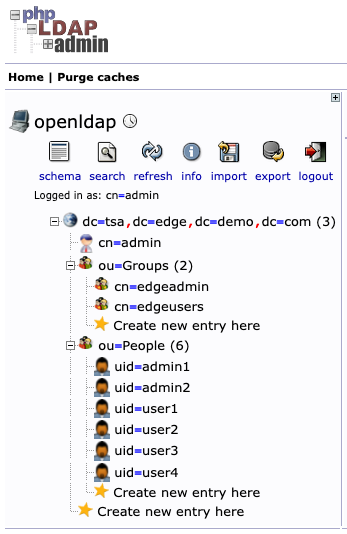 php
LDAP
admin
Home | Purge caches
openldap
schema search refresh info import export logout
Logged in as: cn=admin
dc=tsa,dc=edge,dc=demo,dc=com (3)
cn=admin
ou=Groups (2)
cn=edgeadmin
cn=edgeusers
Create new entry here
ou=People (6)
uid=admin1
uid=admin2
uid=user1
uid=user2
uid=user3
uid=user4
Create new entry here
Create new entry here